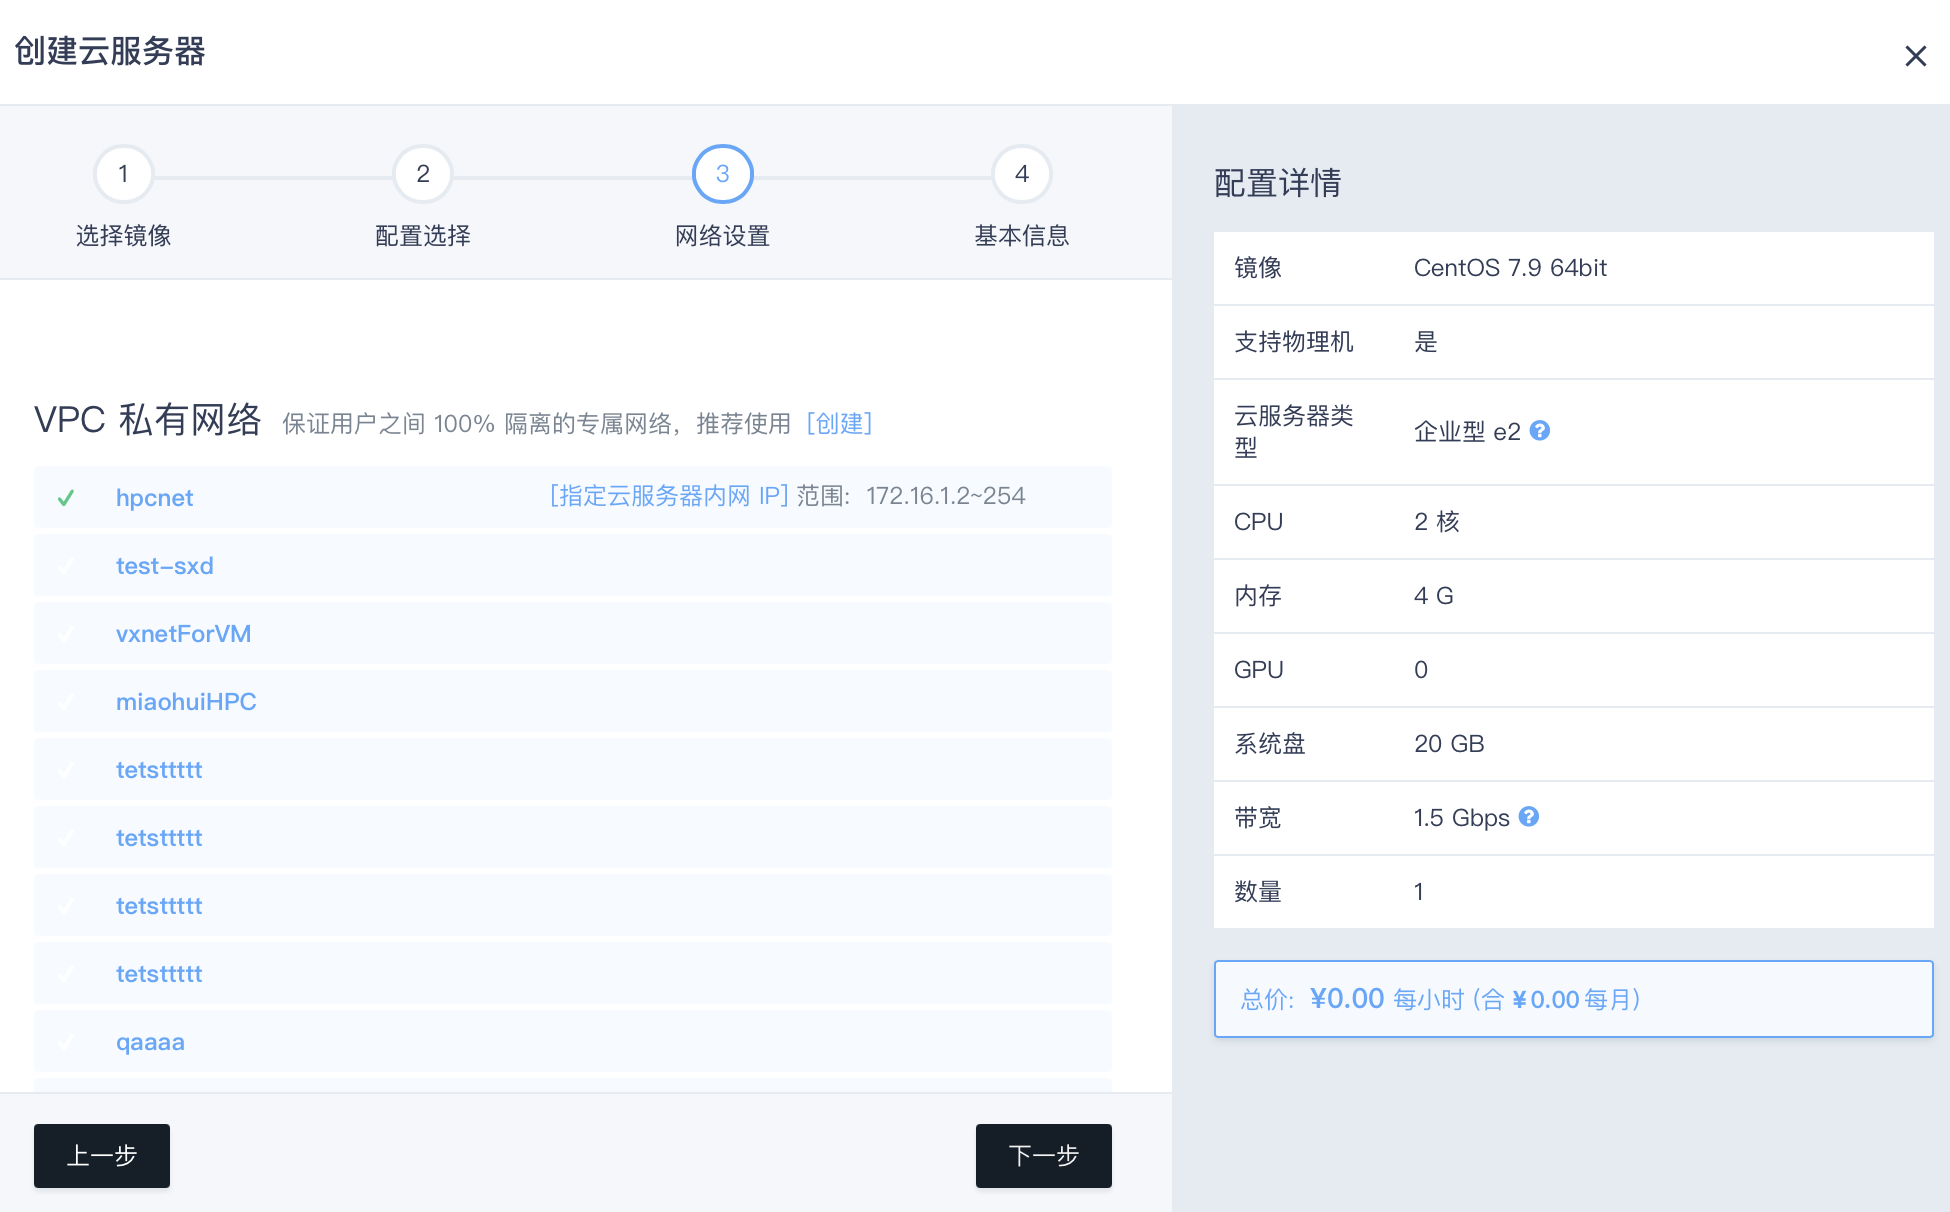 创建云服务器
1
选择镜像
2
配置选择
3
网络设置
4
基本信息
VPC 私有网络 保证用户之间 100% 隔离的专属网络，推荐使用 [创建]
hpcnet [指定云服务器内网 IP] 范围: 172.16.1.2~254
test-sxd
vxnetForVM
miaohuiHPC
tetsttttt
tetsttttt
tetsttttt
tetsttttt
qaaaa
上一步
下一步
配置详情
镜像 CentOS 7.9 64bit
支持物理机 是
云服务器类
型
企业型 e2
CPU 2 核
内存 4 G
GPU 0
系统盘 20 GB
带宽 1.5 Gbps
数量 1
总价: ¥0.00 每小时 (合 ¥0.00 每月)